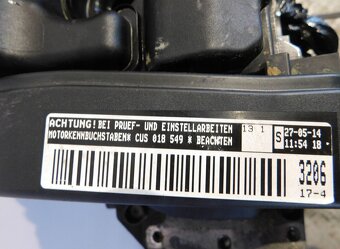 ACHTUNG! BEI PRUEF- UND EINSTELLARBEITEN
MOTORKENNBUCHSTABEN* CUS 018 549 * BEACHTEN
13 1
S
27-05-14
11:54 18
3206
17-4